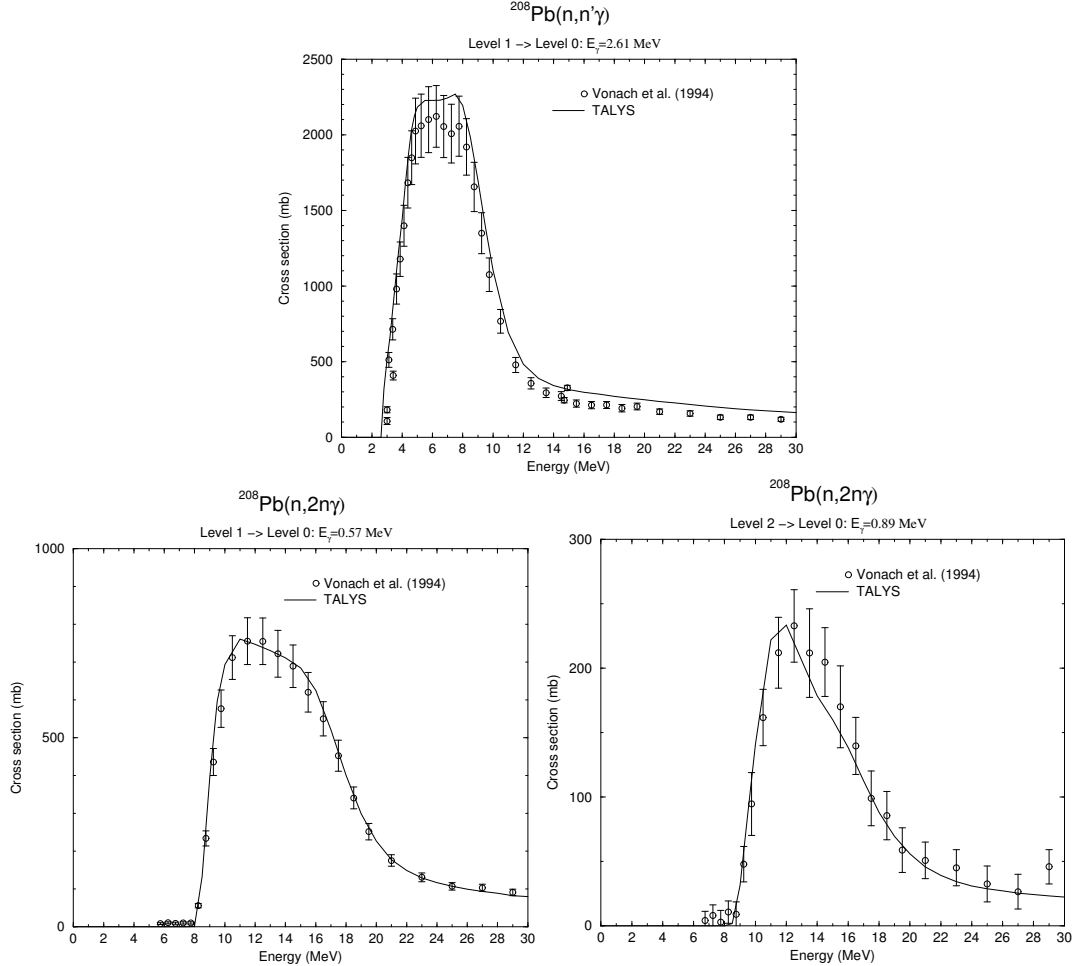 ²⁰⁸Pb(n,n'γ)
Level 1 −> Level 0: Eγ=2.61 MeV
2500
2000
1500
1000
500
0
Cross section (mb)
Vonach et al. (1994)
TALYS
0 2 4 6 8 10 12 14 16 18 20 22 24 26 28 30
Energy (MeV)
²⁰⁸Pb(n,2nγ)
Level 1 −> Level 0: Eγ=0.57 MeV
1000
500
0
Cross section (mb)
Vonach et al. (1994)
TALYS
0 2 4 6 8 10 12 14 16 18 20 22 24 26 28 30
Energy (MeV)
²⁰⁸Pb(n,2nγ)
Level 2 −> Level 0: Eγ=0.89 MeV
300
200
100
0
Cross section (mb)
Vonach et al. (1994)
TALYS
0 2 4 6 8 10 12 14 16 18 20 22 24 26 28 30
Energy (MeV)